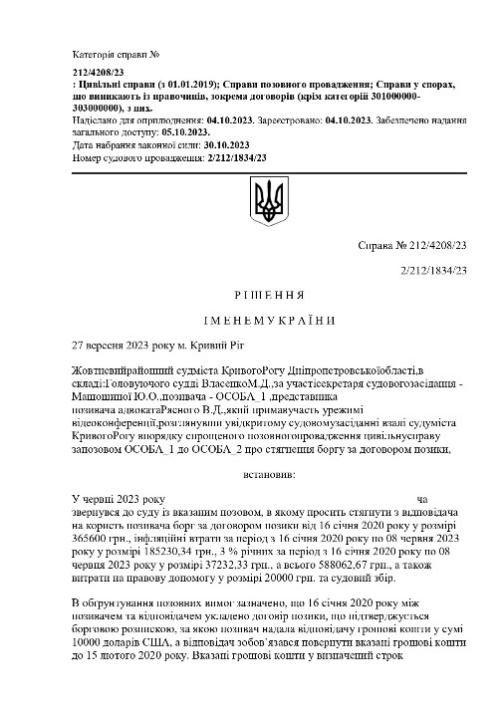 Категорія справи №
212/4208/23
: Цивільні справи (з 01.01.2019); Справи позовного провадження; Справи у спорах,
що виникають із правочинів, зокрема договорів (крім категорій 301000000-
303000000), з них.
Надіслано для оприлюднення: 04.10.2023. Зареєстровано: 04.10.2023. Забезпечено надання
загального доступу: 05.10.2023.
Дата набрання законної сили: 30.10.2023
Номер судового провадження: 2/212/1834/23
Справа № 212/4208/23
2/212/1834/23
Р І Ш Е Н Н Я
І М Е Н Е М У К Р А Ї Н И
27 вересня 2023 року м. Кривий Ріг
Жовтневийрайонний судміста КривогоРогу Дніпропетровськоїобласті,в
складі:Головуючого судді ВласенкоМ.Д.,за участісекретаря судовогозасідання -
Машошиної Ю.О.,позивача - ОСОБА_1 ,представника
позивача адвокатаРясного В.Д.,який примавучасть урежимі
відеоконференції,розглянувши увідкритому судовомузасіданні взалі судуміста
КривогоРогу впорядку спрощеного позовногопровадження цивільнусправу
запозовом ОСОБА_1 до ОСОБА_2 про стягнення боргу за договором позики,
встановив:
У червні 2023 року ча
звернувся до суду із вказаним позовом, в якому просить стягнути з відповідача
на користь позивача борг за договором позики від 16 січня 2020 року у розмірі
365600 грн., інфляційні втрати за період з 16 січня 2020 року по 08 червня 2023
року у розмірі 185230,34 грн., 3 % річних за період з 16 січня 2020 року по 08
червня 2023 року у розмірі 37232,33 грн., а всього 588062,67 грн., а також
витрати на правову допомогу у розмірі 20000 грн. та судовий збір.
В обґрунтування позовних вимог зазначено, що 16 січня 2020 року між
позивачем та відповідачем укладено договір позики, що підтверджується
борговою розпискою, за якою позивач надала відповідачу грошові кошти у сумі
10000 доларів США, а відповідач зобов’язався повернути вказані грошові кошти
до 15 лютого 2020 року. Вказані грошові кошти у визначений строк